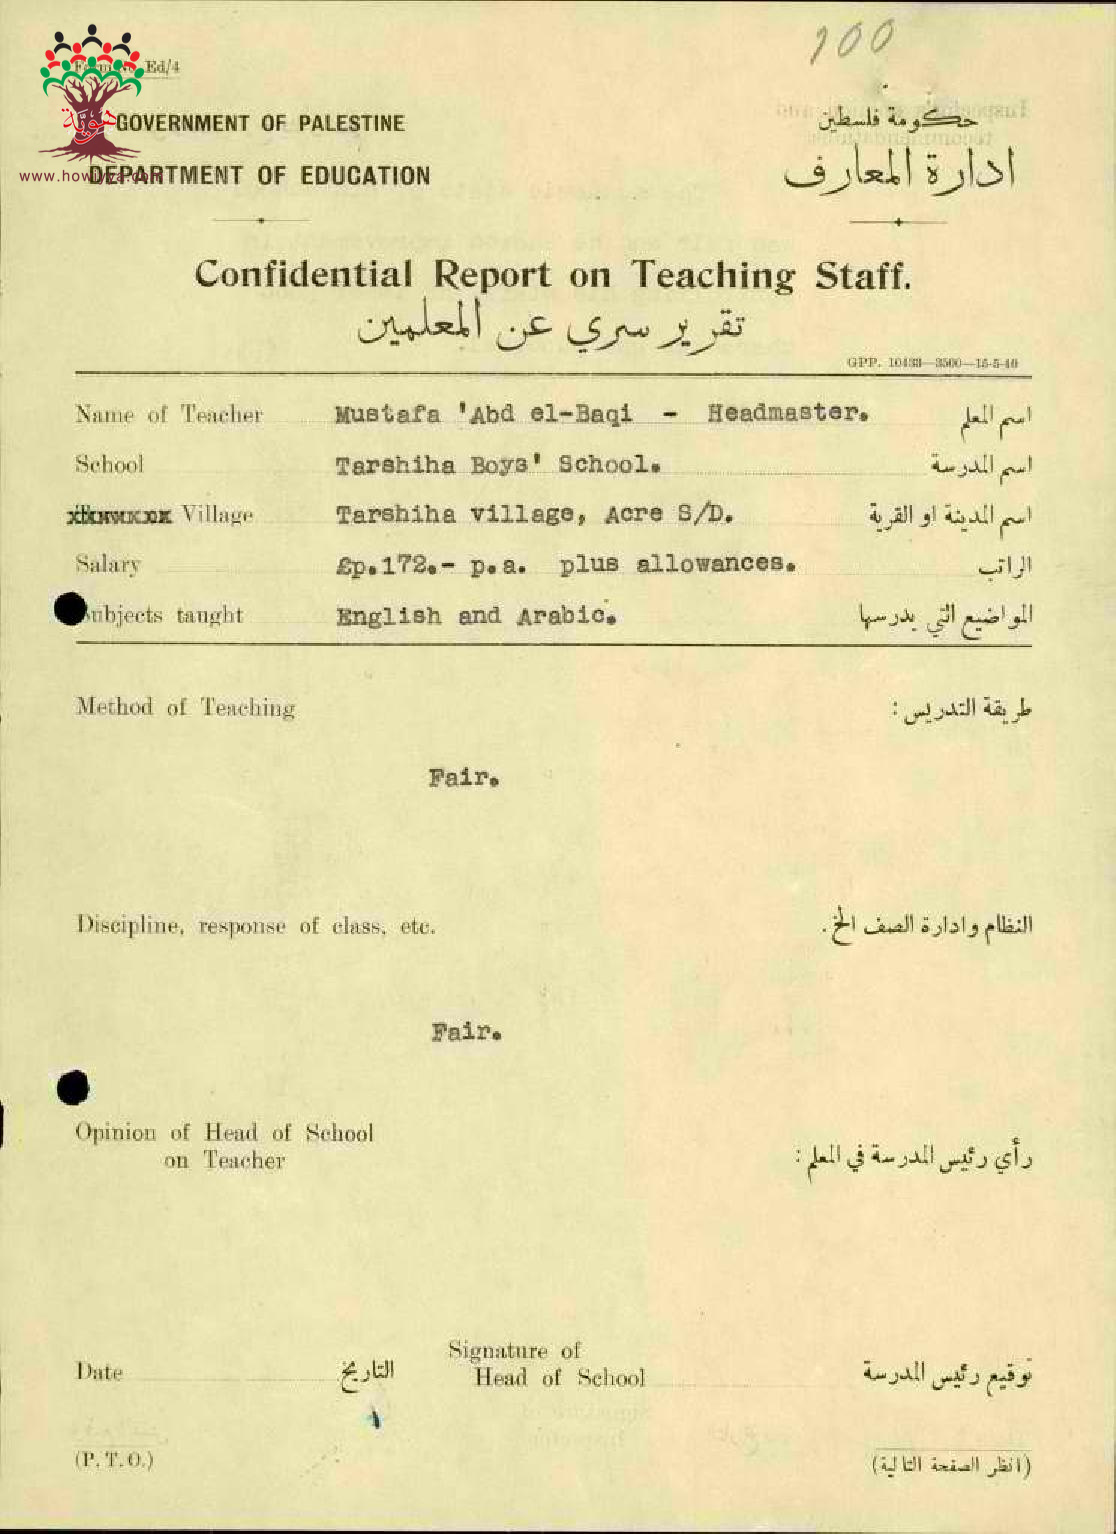 100
Form No. Ed/4
هويّة
www.howiyya.com
GOVERNMENT OF PALESTINE
حكومة فلسطين
DEPARTMENT OF EDUCATION
ادارة المعارف
Confidential Report on Teaching Staff.
تقرير سري عن المعلمين
GPP. 10433—3500—15-5-40
Name of Teacher Mustafa 'Abd el-Baqi - Headmaster. اسم المعلم
School Tarshiha Boys' School. اسم المدرسة
Village Tarshiha village, Acre S/D. اسم المدينة او القرية
Salary £p.172.- p.a. plus allowances. الراتب
Subjects taught English and Arabic. المواضيع التي يدرسها
Method of Teaching طريقة التدريس :
Fair.
Discipline, response of class, etc. النظام وادارة الصف الخ .
Fair.
Opinion of Head of School
on Teacher رأي رئيس المدرسة في المعلم :
Signature of
Date التاريخ Head of School توقيع رئيس المدرسة
(P. T. O.) (انظر الصفحة التالية)